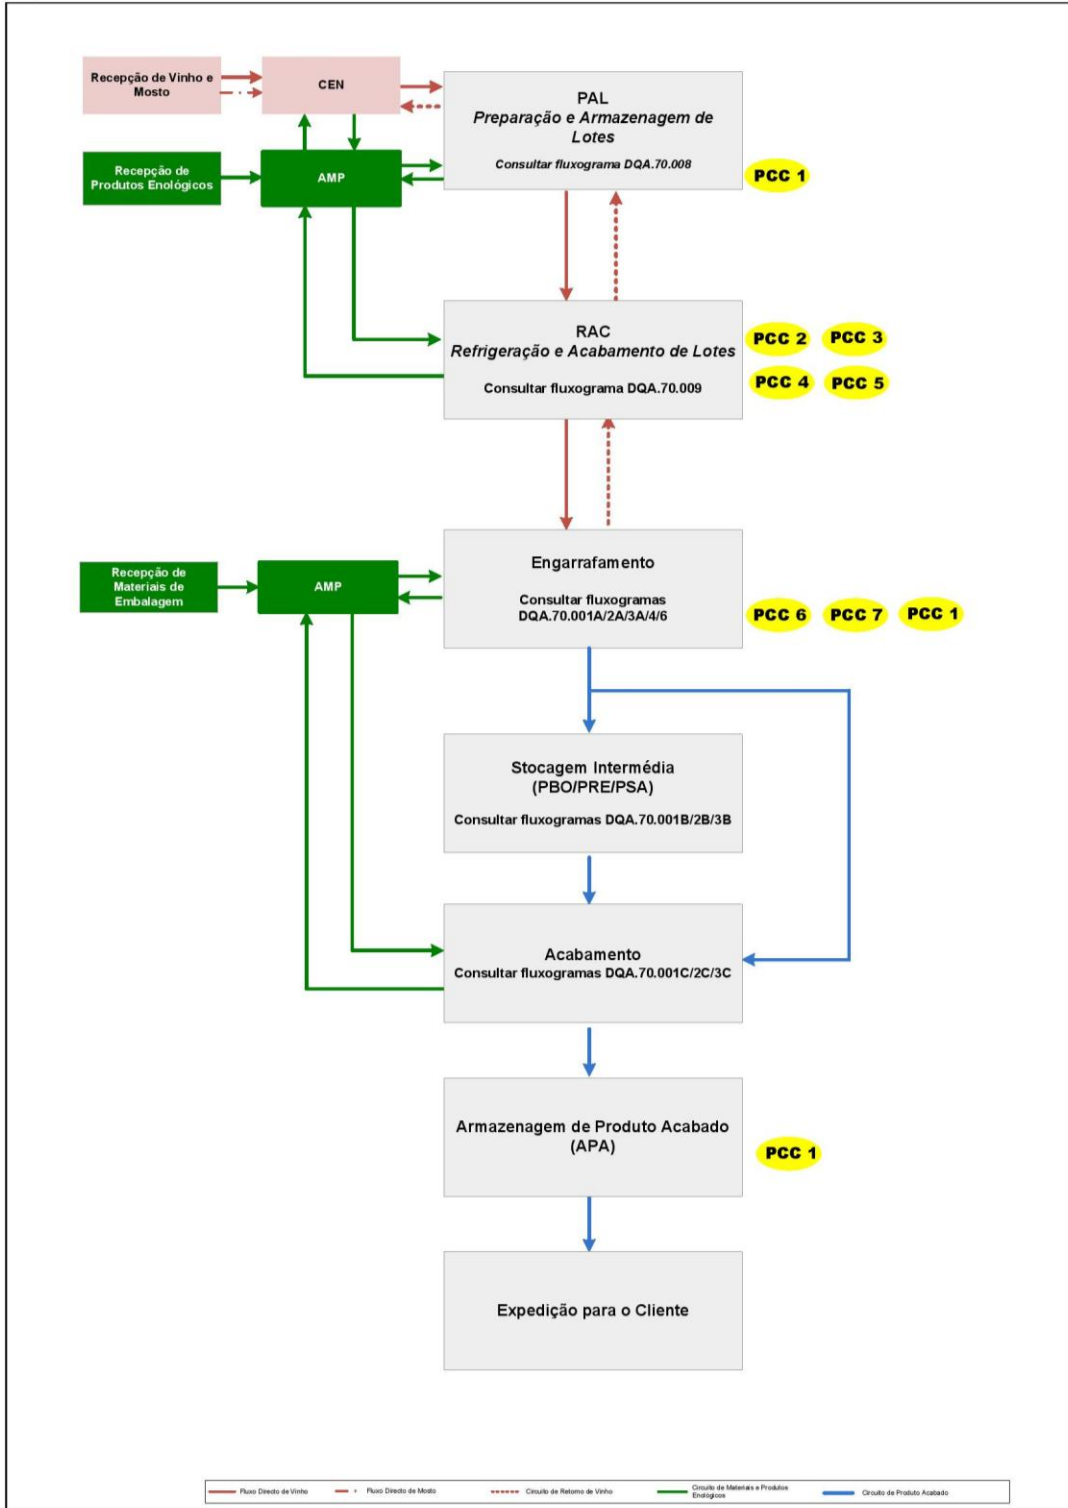 Recepção de Vinho e
Mosto
CEN
PAL
Preparação e Armazenagem de
Lotes
Consultar fluxograma DQA.70.008
Recepção de
Produtos Enológicos
AMP
PCC 1
RAC
Refrigeração e Acabamento de Lotes
Consultar fluxograma DQA.70.009
PCC 2 PCC 3
PCC 4 PCC 5
Engarrafamento
Consultar fluxogramas
DQA.70.001A/2A/3A/4/6
Recepção de
Materiais de
Embalagem
AMP
PCC 6 PCC 7 PCC 1
Stocagem Intermédia
(PBO/PRE/PSA)
Consultar fluxogramas DQA.70.001B/2B/3B
Acabamento
Consultar fluxogramas DQA.70.001C/2C/3C
Armazenagem de Produto Acabado
(APA)
PCC 1
Expedição para o Cliente
Fluxo Directo de Vinho
Fluxo Directo de Mosto
Circuito de Retorno de Vinho
Circuito de Materiais e Produtos
Enológicos
Circuito de Produto Acabado